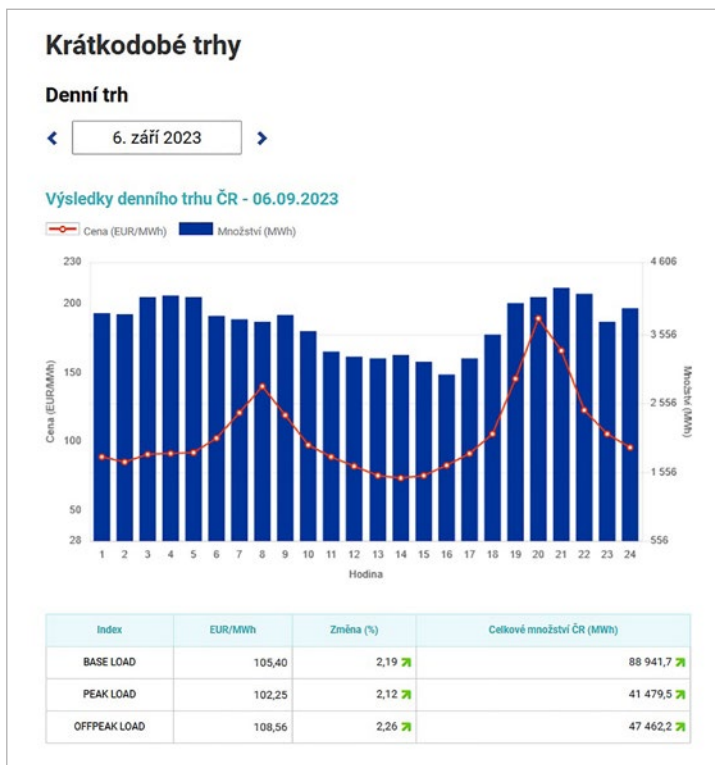 Krátkodobé trhy
Denní trh
6. září 2023
Výsledky denního trhu ČR - 06.09.2023
Cena (EUR/MWh) Množství (MWh)
230 4 606
200
3 556
150
2 556
100
1 556
50
28 556
Cena (EUR/MWh)
Množství (MWh)
1 2 3 4 5 6 7 8 9 10 11 12 13 14 15 16 17 18 19 20 21 22 23 24
Hodina
Index EUR/MWh Změna (%) Celkové množství ČR (MWh)
BASE LOAD 105,40 2,19 88 941,7
PEAK LOAD 102,25 2,12 41 479,5
OFFPEAK LOAD 108,56 2,26 47 462,2